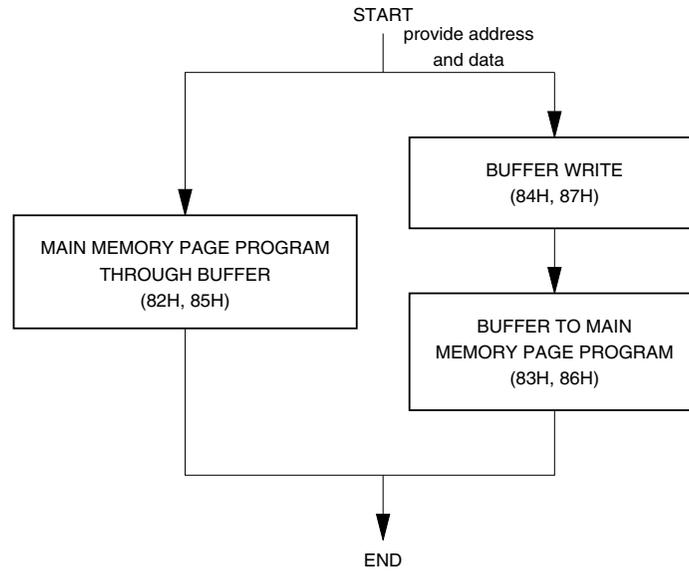 START
provide address
and data
BUFFER WRITE
(84H, 87H)
MAIN MEMORY PAGE PROGRAM
THROUGH BUFFER
(82H, 85H)
BUFFER TO MAIN
MEMORY PAGE PROGRAM
(83H, 86H)
END